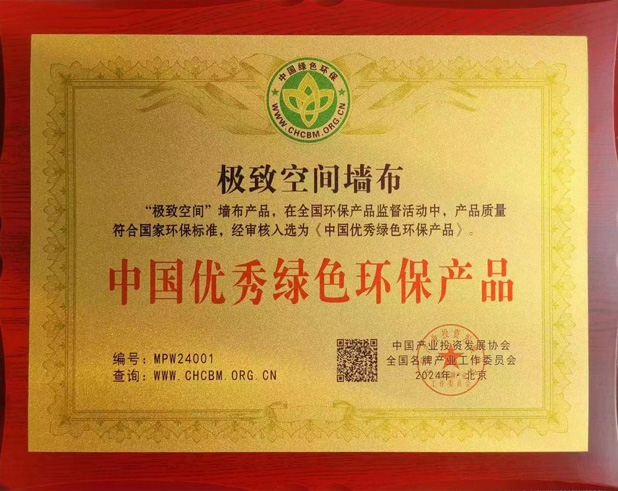 中国绿色环保
WWW.CHCBM.ORG.CN
极致空间墙布
“极致空间”墙布产品，在全国环保产品监督活动中，产品质量
符合国家环保标准，经审核入选为《中国优秀绿色环保产品》。
中国优秀绿色环保产品
编号：MPW24001
查询：WWW.CHCBM.ORG.CN
中国产业投资发展协会
全国名牌产业工作委员会
2024年·北京